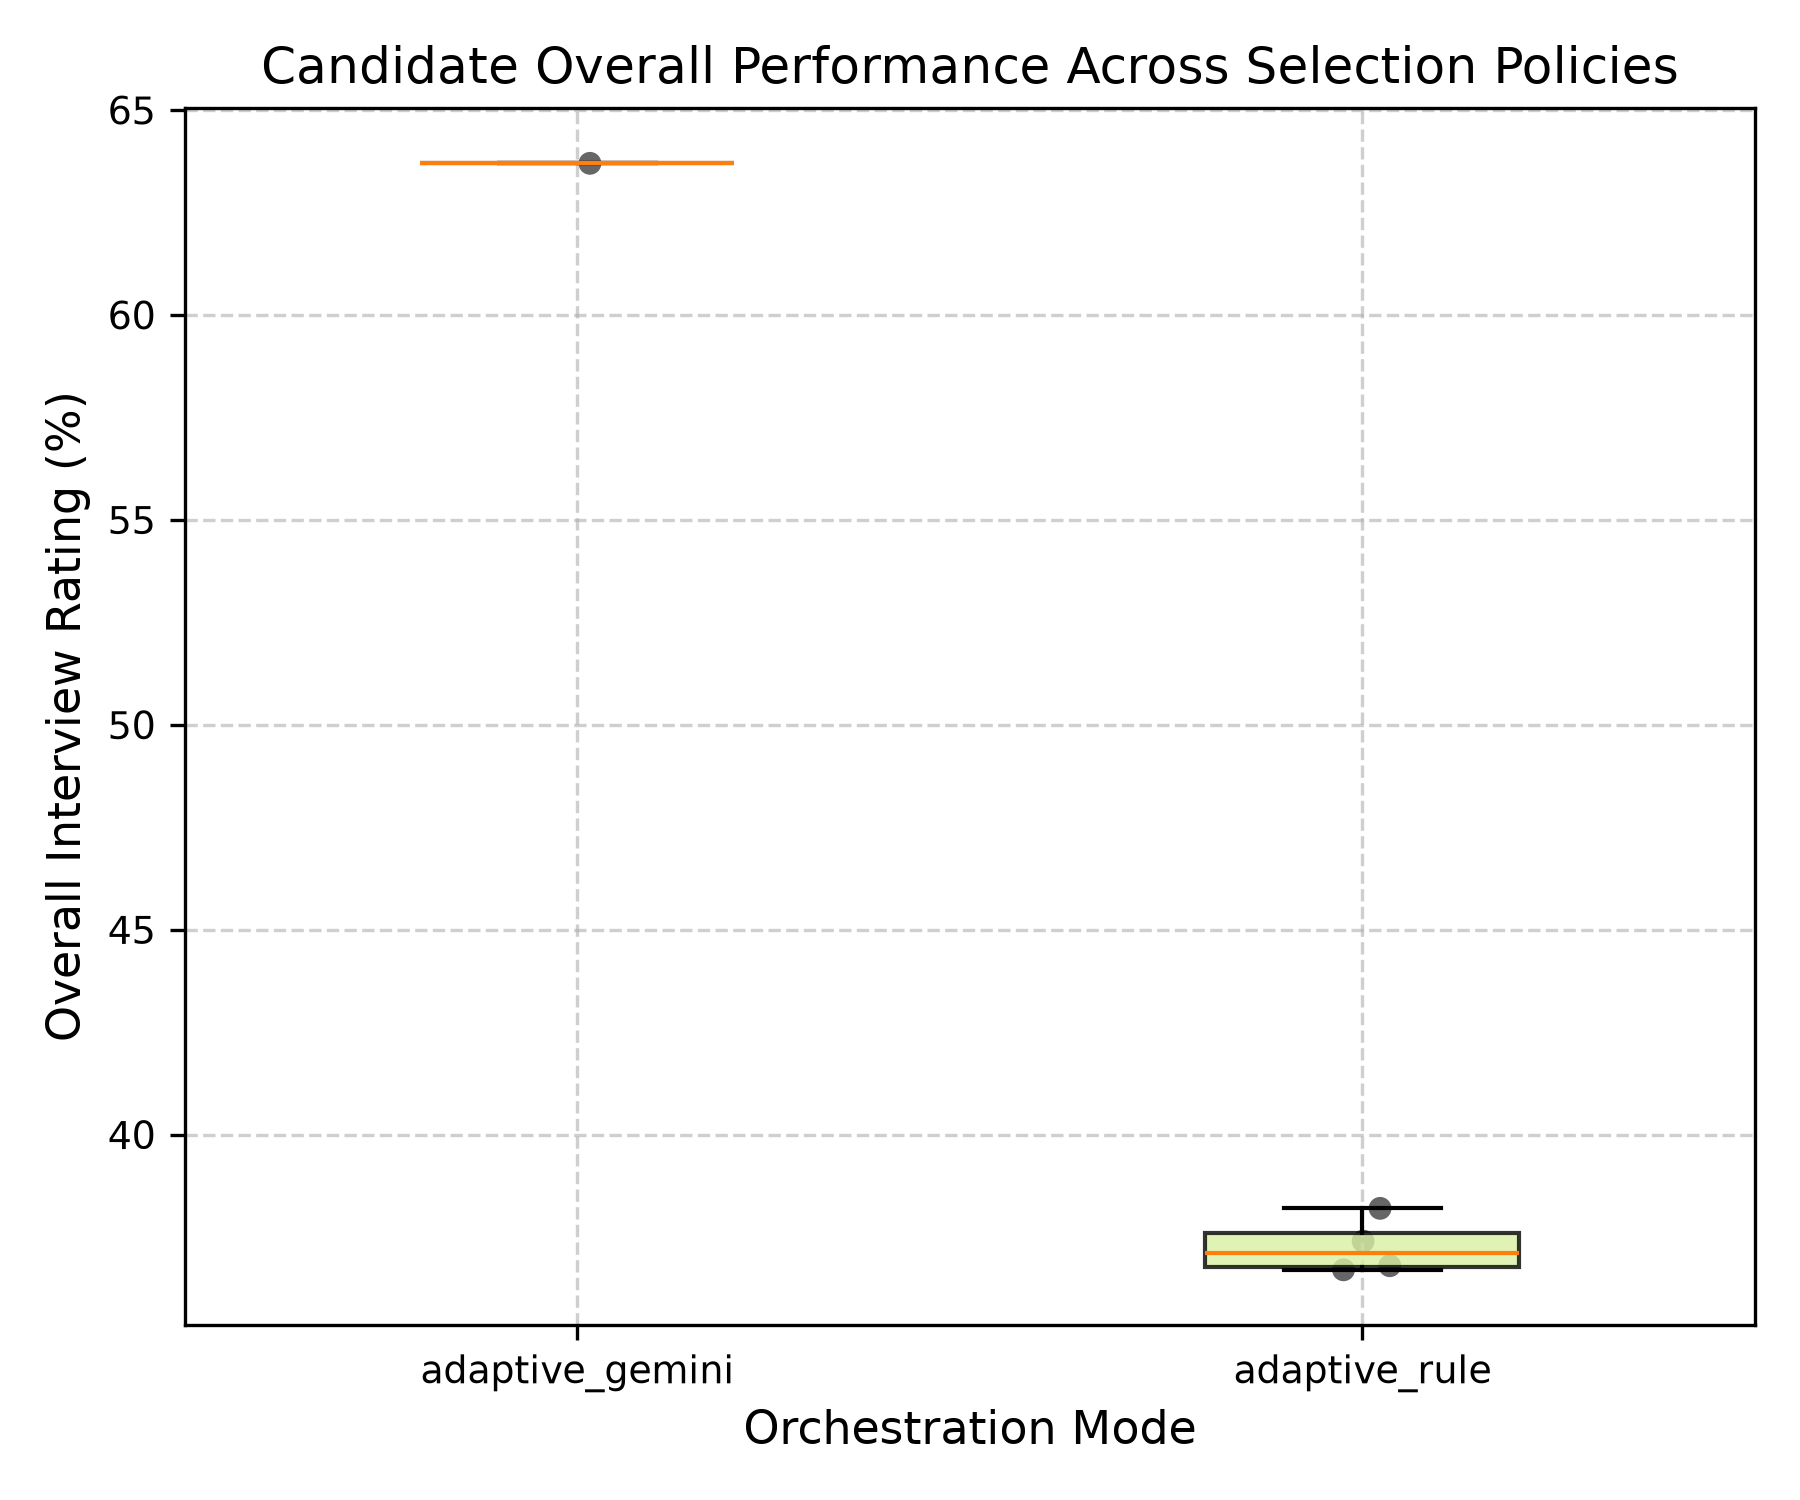 Candidate Overall Performance Across Selection Policies
65
60
55
50
45
40
Overall Interview Rating (%)
adaptive_gemini
adaptive_rule
Orchestration Mode